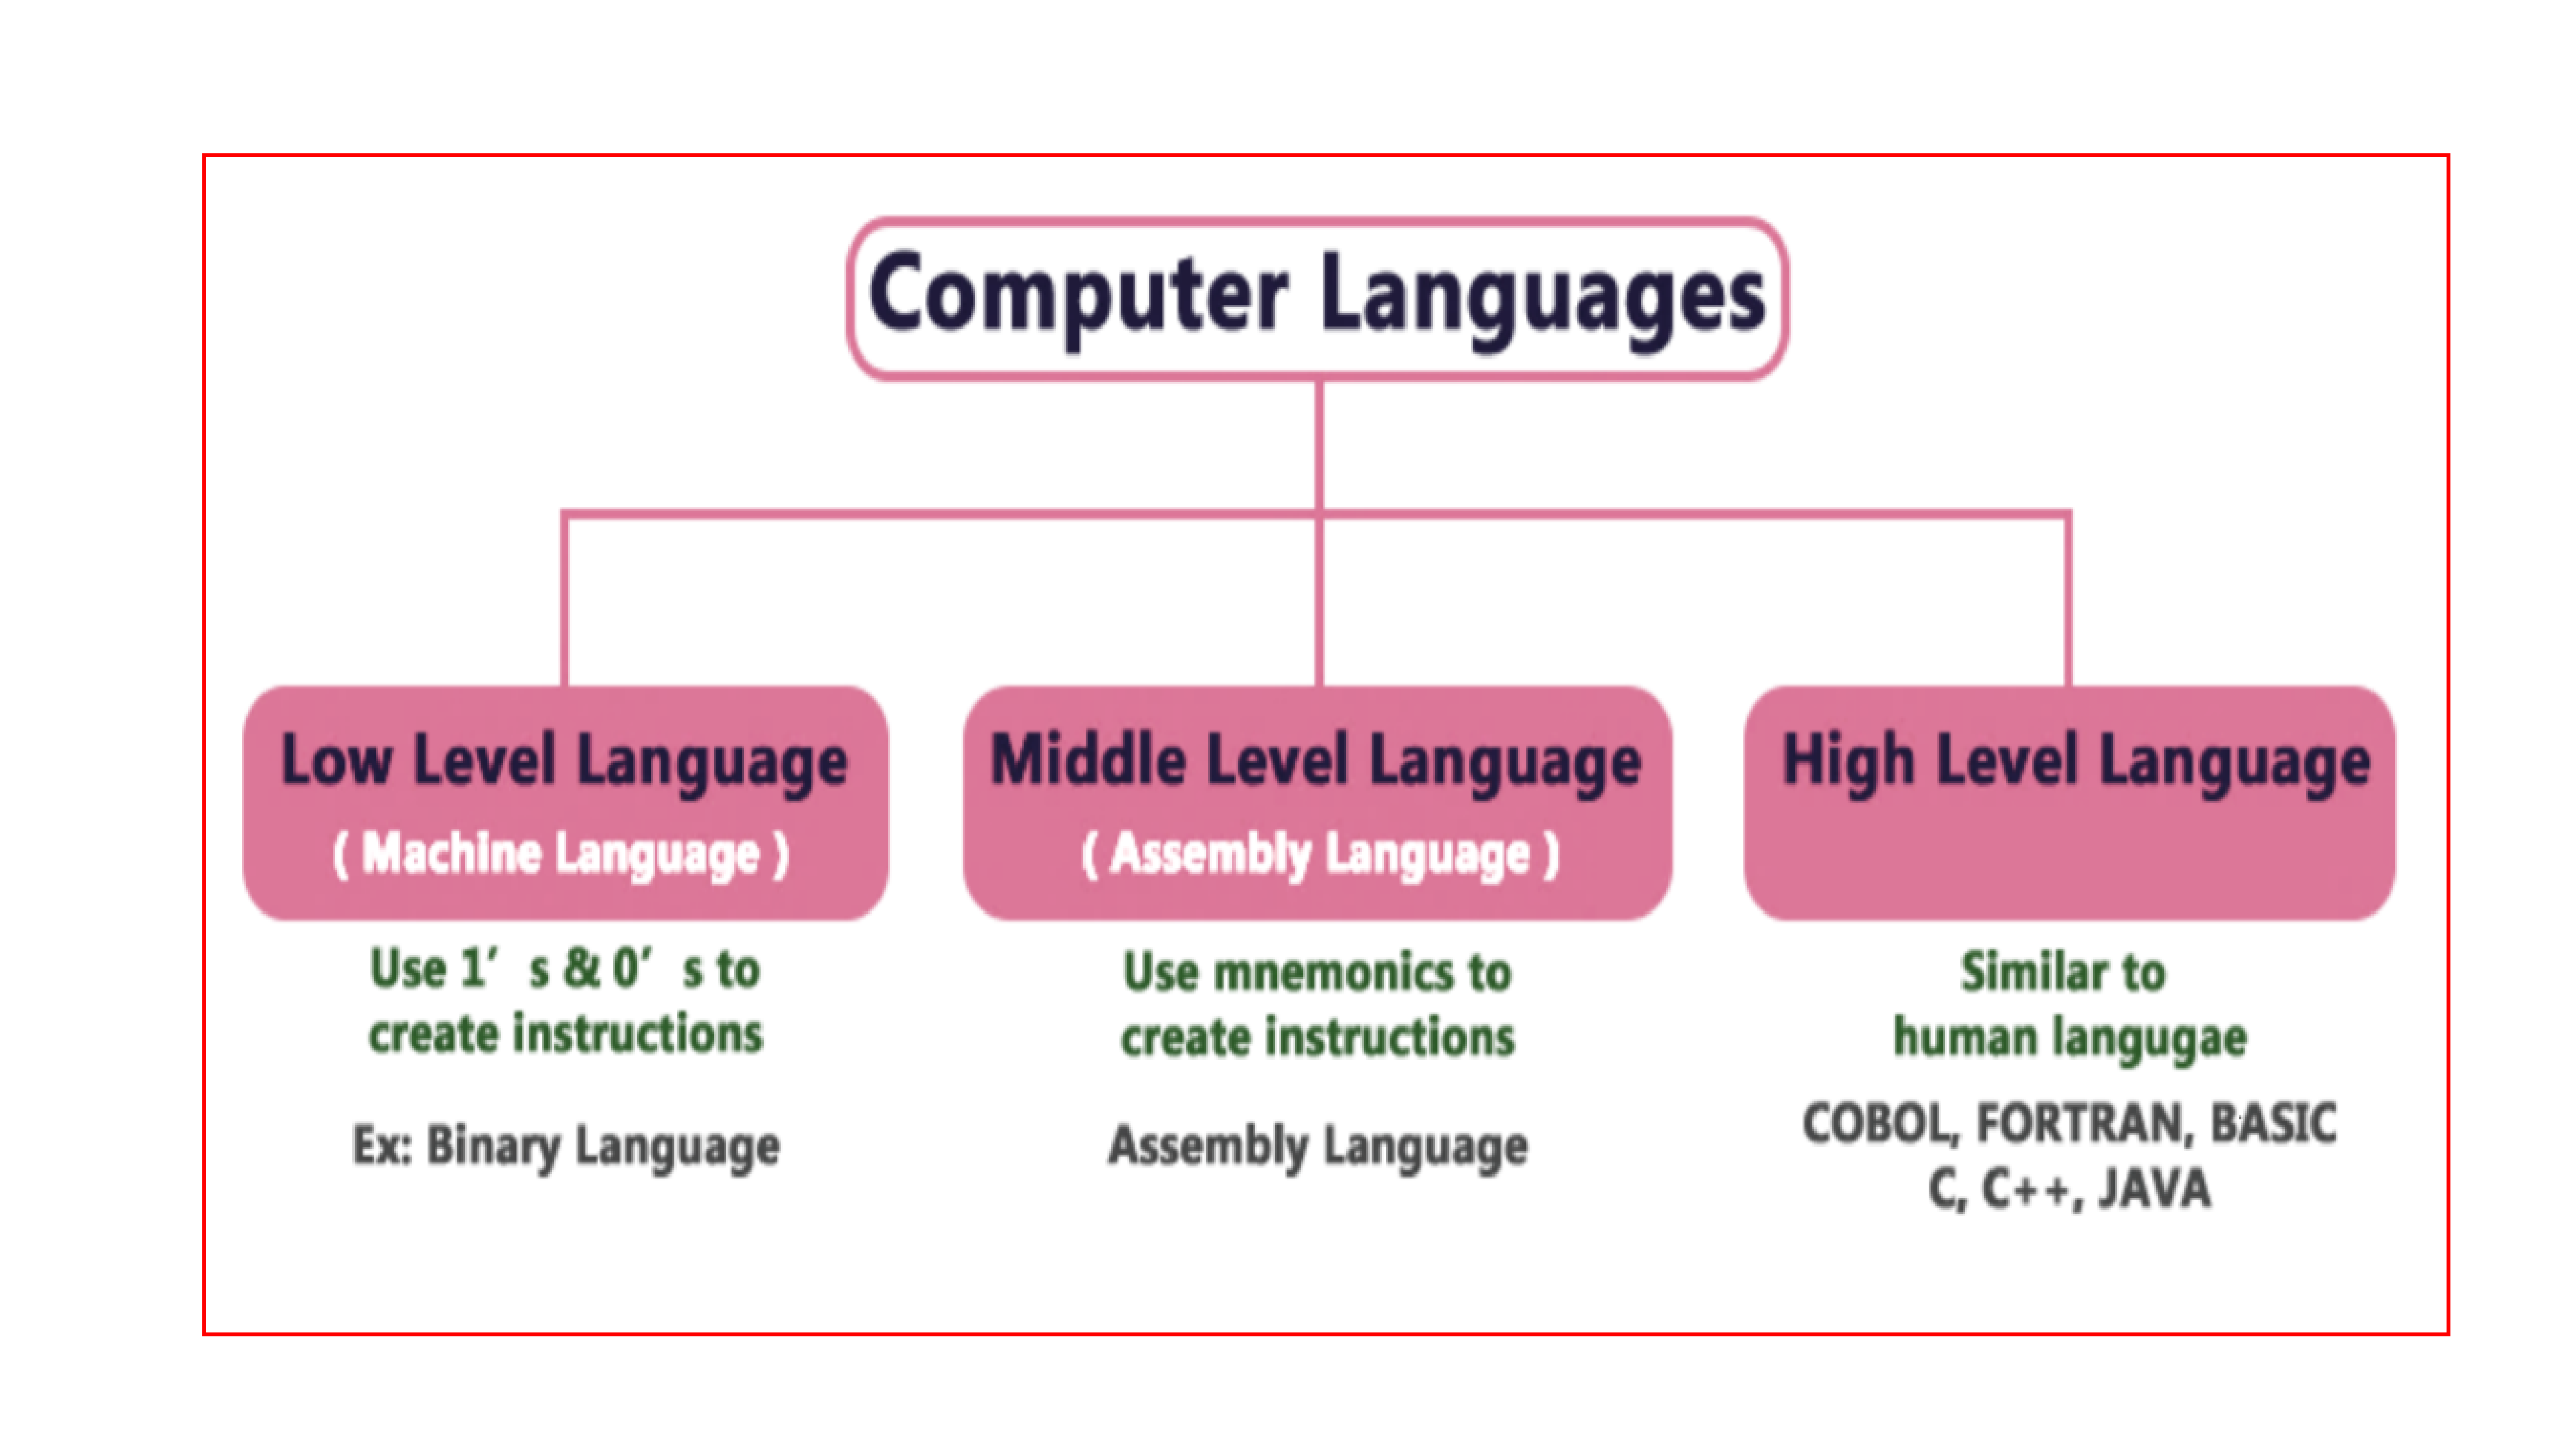 Computer Languages
Low Level Language
( Machine Language )
Use 1′ s & 0′ s to
create instructions
Ex: Binary Language
Middle Level Language
( Assembly Language )
Use mnemonics to
create instructions
Assembly Language
High Level Language
Similar to
human langugae
COBOL, FORTRAN, BASIC
C, C++, JAVA